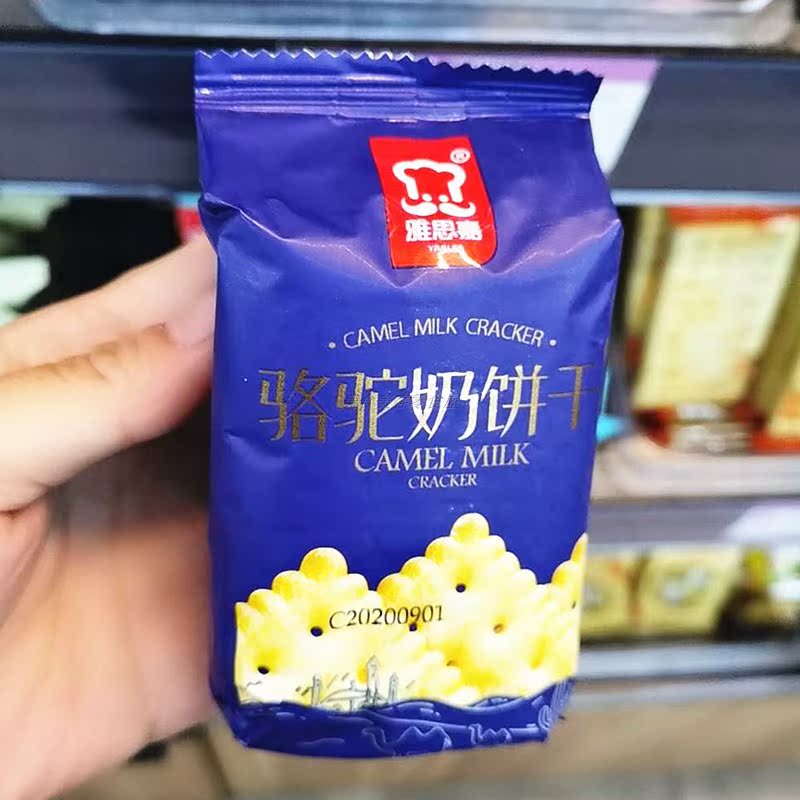 ®
雅思嘉
· CAMEL MILK CRACKER ·
骆驼奶饼干
CAMEL MILK
CRACKER
C20200901